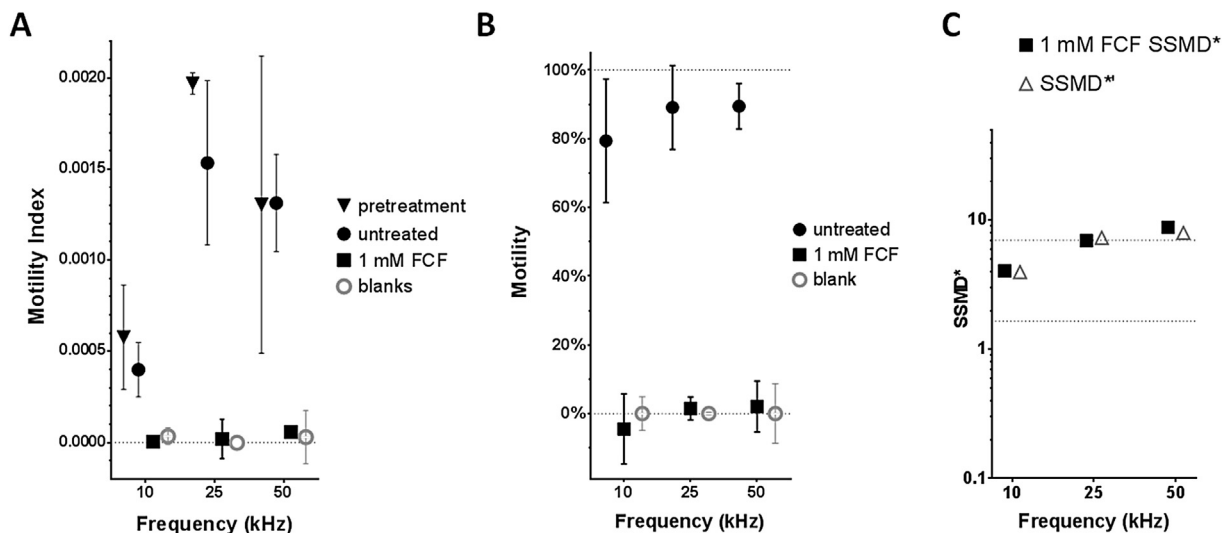 A
0.0020
0.0015
0.0010
0.0005
0.0000
Motility Index
10
25
50
Frequency (kHz)
pretreatment
untreated
1 mM FCF
blanks
B
100%
80%
60%
40%
20%
0%
Motility
10
25
50
Frequency (kHz)
untreated
1 mM FCF
blank
C
1 mM FCF SSMD*
SSMD*'
10
1
0.1
SSMD*
10
25
50
Frequency (kHz)